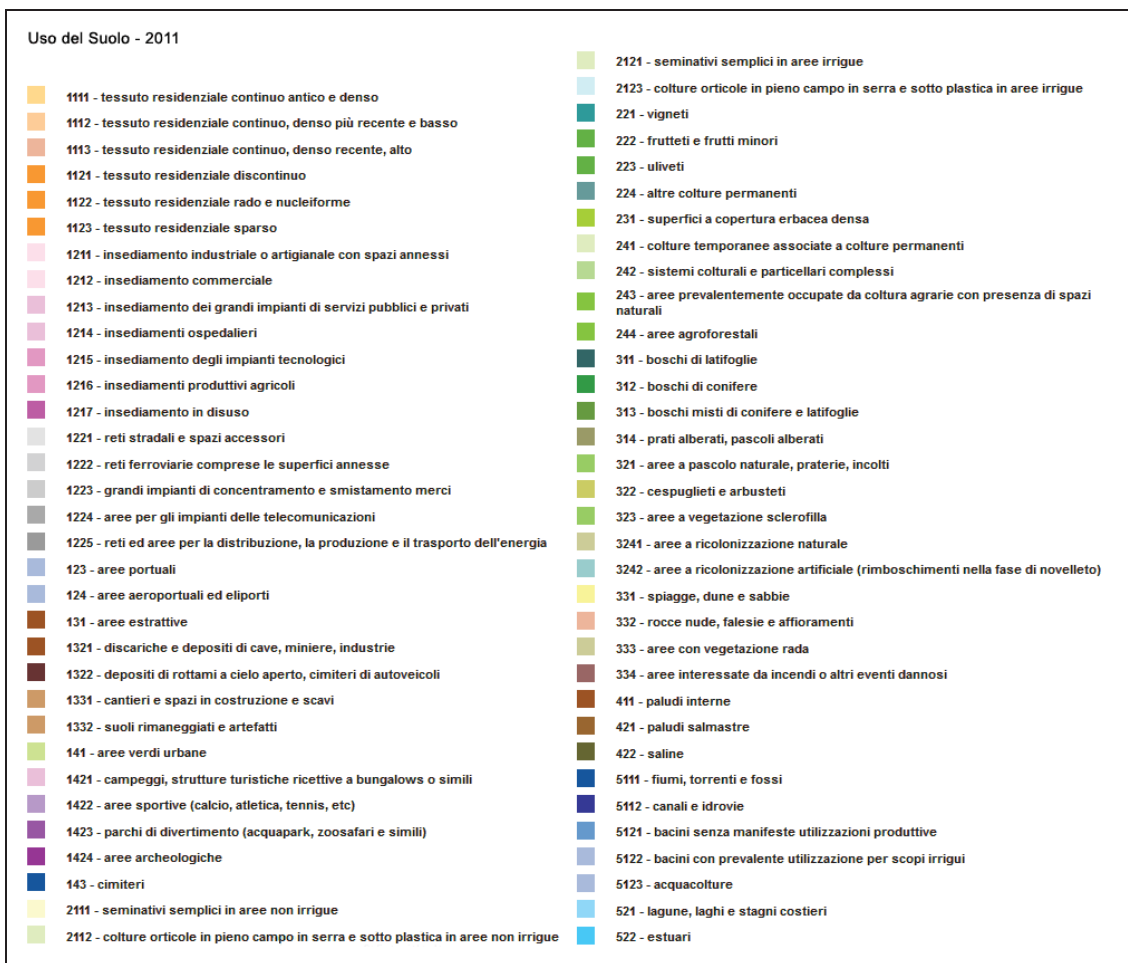 Uso del Suolo - 2011
1111 - tessuto residenziale continuo antico e denso
1112 - tessuto residenziale continuo, denso più recente e basso
1113 - tessuto residenziale continuo, denso recente, alto
1121 - tessuto residenziale discontinuo
1122 - tessuto residenziale rado e nucleiforme
1123 - tessuto residenziale sparso
1211 - insediamento industriale o artigianale con spazi annessi
1212 - insediamento commerciale
1213 - insediamento dei grandi impianti di servizi pubblici e privati
1214 - insediamenti ospedalieri
1215 - insediamento degli impianti tecnologici
1216 - insediamenti produttivi agricoli
1217 - insediamento in disuso
1221 - reti stradali e spazi accessori
1222 - reti ferroviarie comprese le superfici annesse
1223 - grandi impianti di concentramento e smistamento merci
1224 - aree per gli impianti delle telecomunicazioni
1225 - reti ed aree per la distribuzione, la produzione e il trasporto dell'energia
123 - aree portuali
124 - aree aeroportuali ed eliporti
131 - aree estrattive
1321 - discariche e depositi di cave, miniere, industrie
1322 - depositi di rottami a cielo aperto, cimiteri di autoveicoli
1331 - cantieri e spazi in costruzione e scavi
1332 - suoli rimaneggiati e artefatti
141 - aree verdi urbane
1421 - campeggi, strutture turistiche ricettive a bungalows o simili
1422 - aree sportive (calcio, atletica, tennis, etc)
1423 - parchi di divertimento (acquapark, zoosafari e simili)
1424 - aree archeologiche
143 - cimiteri
2111 - seminativi semplici in aree non irrigue
2112 - colture orticole in pieno campo in serra e sotto plastica in aree non irrigue
2121 - seminativi semplici in aree irrigue
2123 - colture orticole in pieno campo in serra e sotto plastica in aree irrigue
221 - vigneti
222 - frutteti e frutti minori
223 - uliveti
224 - altre colture permanenti
231 - superfici a copertura erbacea densa
241 - colture temporanee associate a colture permanenti
242 - sistemi colturali e particellari complessi
243 - aree prevalentemente occupate da coltura agrarie con presenza di spazi
naturali
244 - aree agroforestali
311 - boschi di latifoglie
312 - boschi di conifere
313 - boschi misti di conifere e latifoglie
314 - prati alberati, pascoli alberati
321 - aree a pascolo naturale, praterie, incolti
322 - cespuglieti e arbusteti
323 - aree a vegetazione sclerofilla
3241 - aree a ricolonizzazione naturale
3242 - aree a ricolonizzazione artificiale (rimboschimenti nella fase di novelleto)
331 - spiagge, dune e sabbie
332 - rocce nude, falesie e affioramenti
333 - aree con vegetazione rada
334 - aree interessate da incendi o altri eventi dannosi
411 - paludi interne
421 - paludi salmastre
422 - saline
5111 - fiumi, torrenti e fossi
5112 - canali e idrovie
5121 - bacini senza manifeste utilizzazioni produttive
5122 - bacini con prevalente utilizzazione per scopi irrigui
5123 - acquacolture
521 - lagune, laghi e stagni costieri
522 - estuari